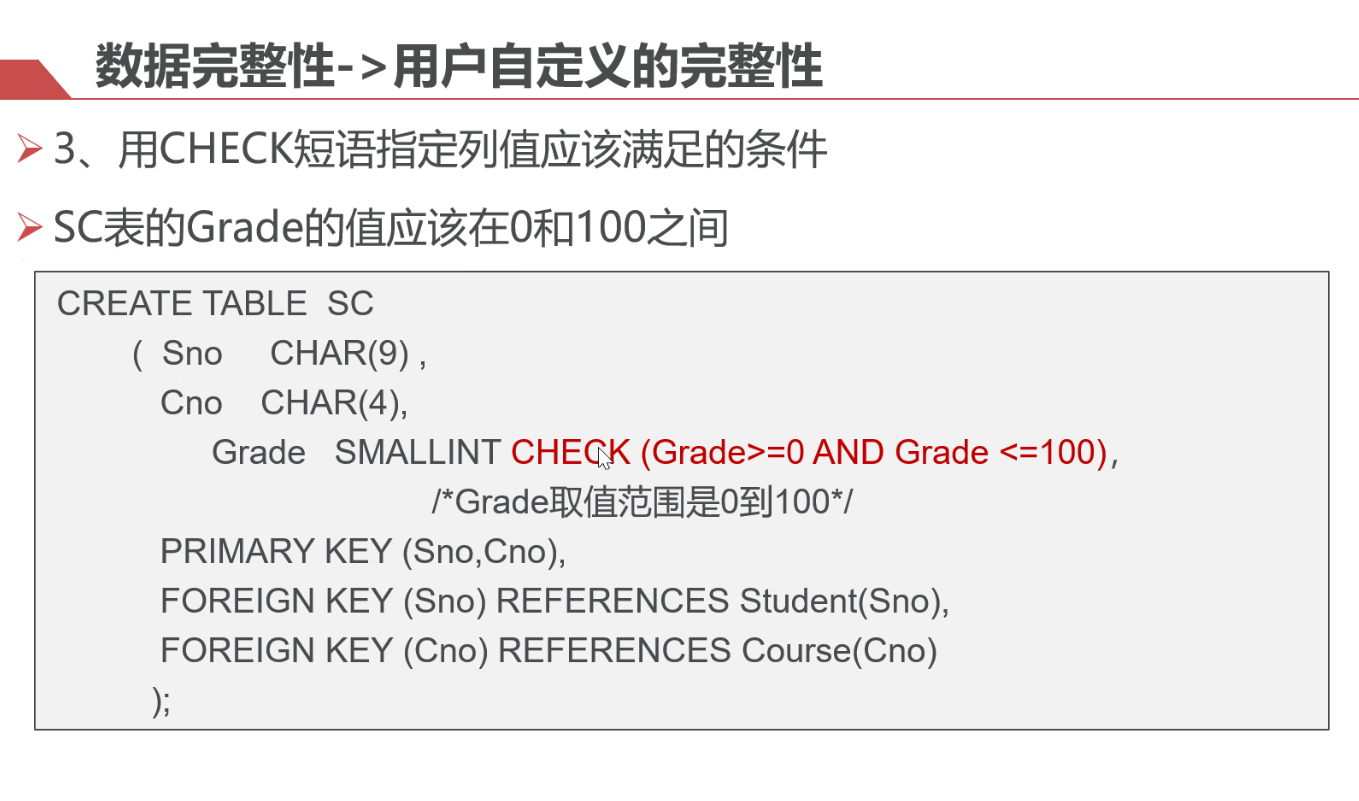 数据完整性->用户自定义的完整性
3、用CHECK短语指定列值应该满足的条件
SC表的Grade的值应该在0和100之间
CREATE TABLE SC
( Sno CHAR(9) ,
Cno CHAR(4),
Grade SMALLINT CHECK (Grade>=0 AND Grade <=100),
/*Grade取值范围是0到100*/
PRIMARY KEY (Sno,Cno),
FOREIGN KEY (Sno) REFERENCES Student(Sno),
FOREIGN KEY (Cno) REFERENCES Course(Cno)
);